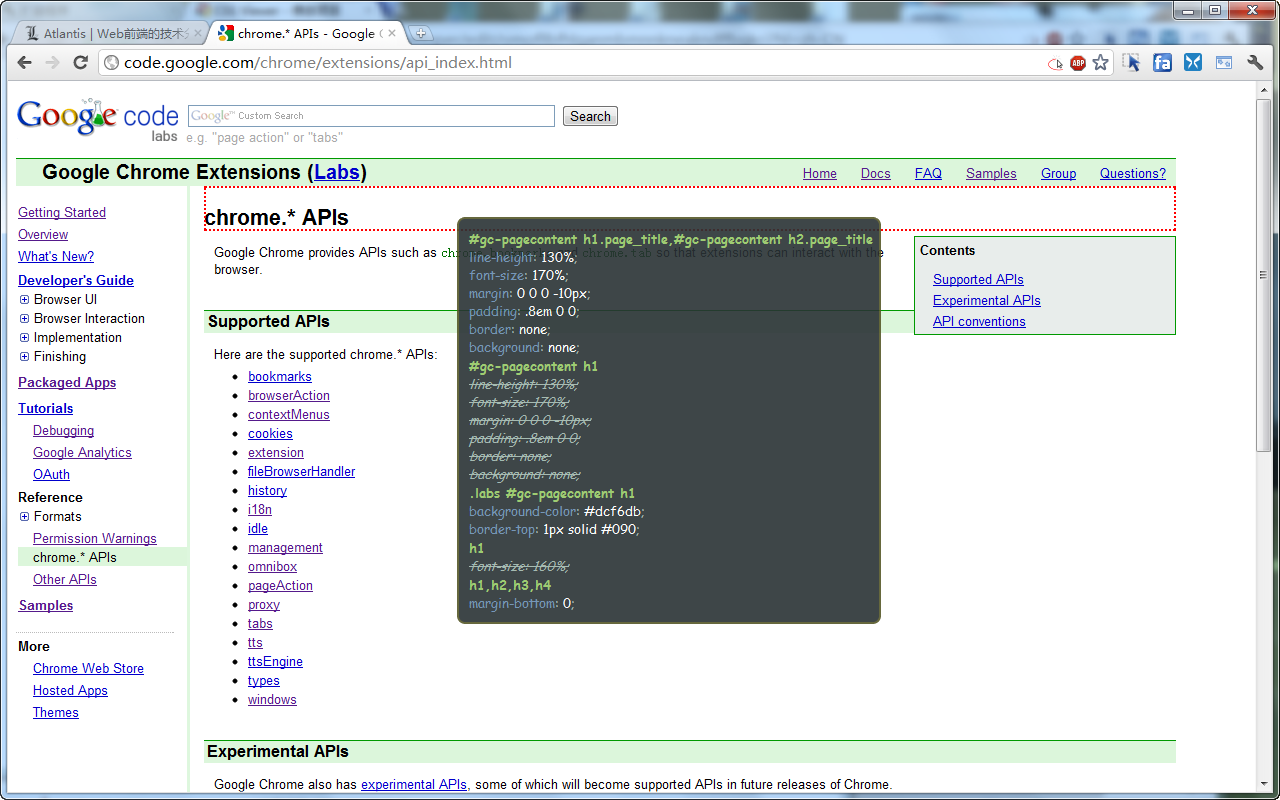 Atlantis | Web前端的技术
chrome.* APIs - Google
code.google.com/chrome/extensions/api_index.html
ABP
Google code
labs
Google™ Custom Search
Search
e.g. "page action" or "tabs"
Google Chrome Extensions (Labs)
Home
Docs
FAQ
Samples
Group
Questions?
Getting Started
Overview
What's New?
Developer's Guide
Browser UI
Browser Interaction
Implementation
Finishing
Packaged Apps
Tutorials
Debugging
Google Analytics
OAuth
Reference
Formats
Permission Warnings
chrome.* APIs
Other APIs
Samples
More
Chrome Web Store
Hosted Apps
Themes
chrome.* APIs
Google Chrome provides APIs such as chrome.tab so that extensions can interact with the
browser.
Contents
Supported APIs
Experimental APIs
API conventions
Supported APIs
Here are the supported chrome.* APIs:
bookmarks
browserAction
contextMenus
cookies
extension
fileBrowserHandler
history
i18n
idle
management
omnibox
pageAction
proxy
tabs
tts
ttsEngine
types
windows
#gc-pagecontent h1.page_title,#gc-pagecontent h2.page_title
line-height: 130%;
font-size: 170%;
margin: 0 0 0 -10px;
padding: .8em 0 0;
border: none;
background: none;
#gc-pagecontent h1
line-height: 130%;
font-size: 170%;
margin: 0 0 0 -10px;
padding: .8em 0 0;
border: none;
background: none;
.labs #gc-pagecontent h1
background-color: #dcf6db;
border-top: 1px solid #090;
h1
font-size: 160%;
h1,h2,h3,h4
margin-bottom: 0;
Experimental APIs
Google Chrome also has experimental APIs, some of which will become supported APIs in future releases of Chrome.